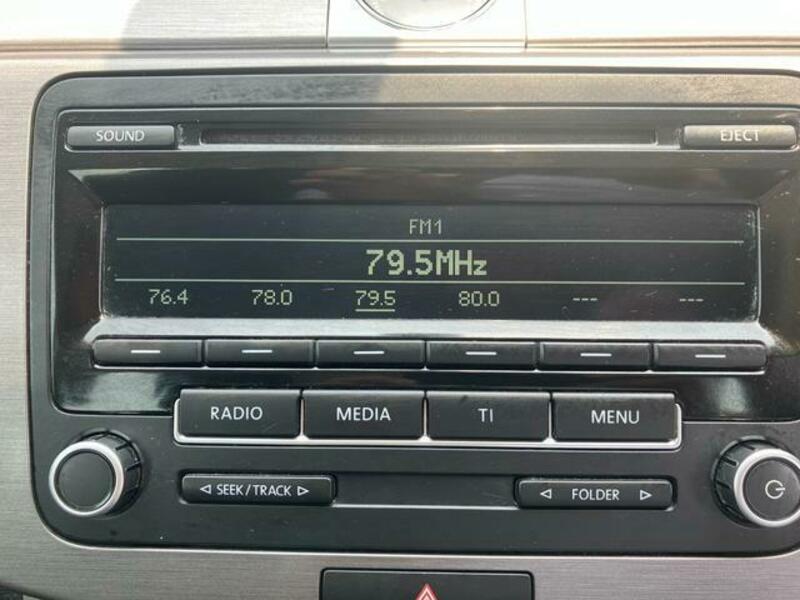 SOUND EJECT
FM1
79.5MHz
76.4 78.0 79.5 80.0 --- ---
RADIO MEDIA TI MENU
SEEK/TRACK FOLDER